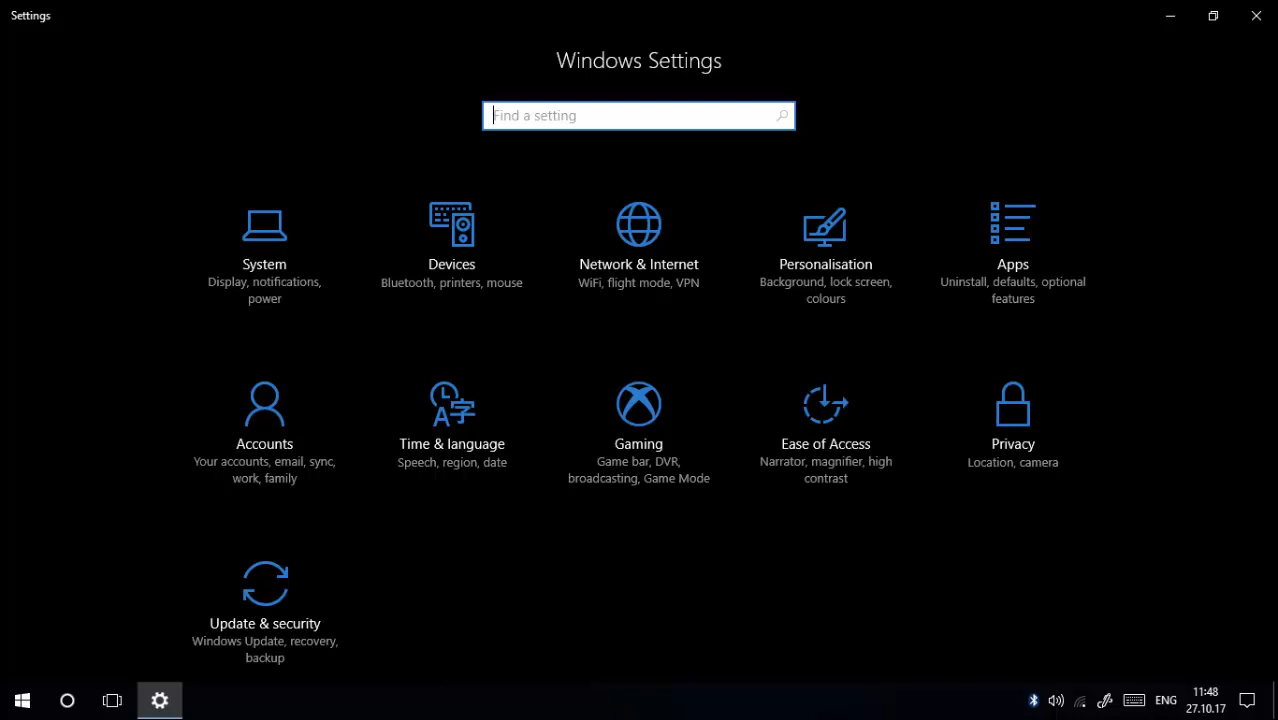 Settings
Windows Settings
Find a setting
System
Display, notifications,
power
Devices
Bluetooth, printers, mouse
Network & Internet
WiFi, flight mode, VPN
Personalisation
Background, lock screen,
colours
Apps
Uninstall, defaults, optional
features
Accounts
Your accounts, email, sync,
work, family
Time & language
Speech, region, date
Gaming
Game bar, DVR,
broadcasting, Game Mode
Ease of Access
Narrator, magnifier, high
contrast
Privacy
Location, camera
Update & security
Windows Update, recovery,
backup
ENG
11:48
27.10.17